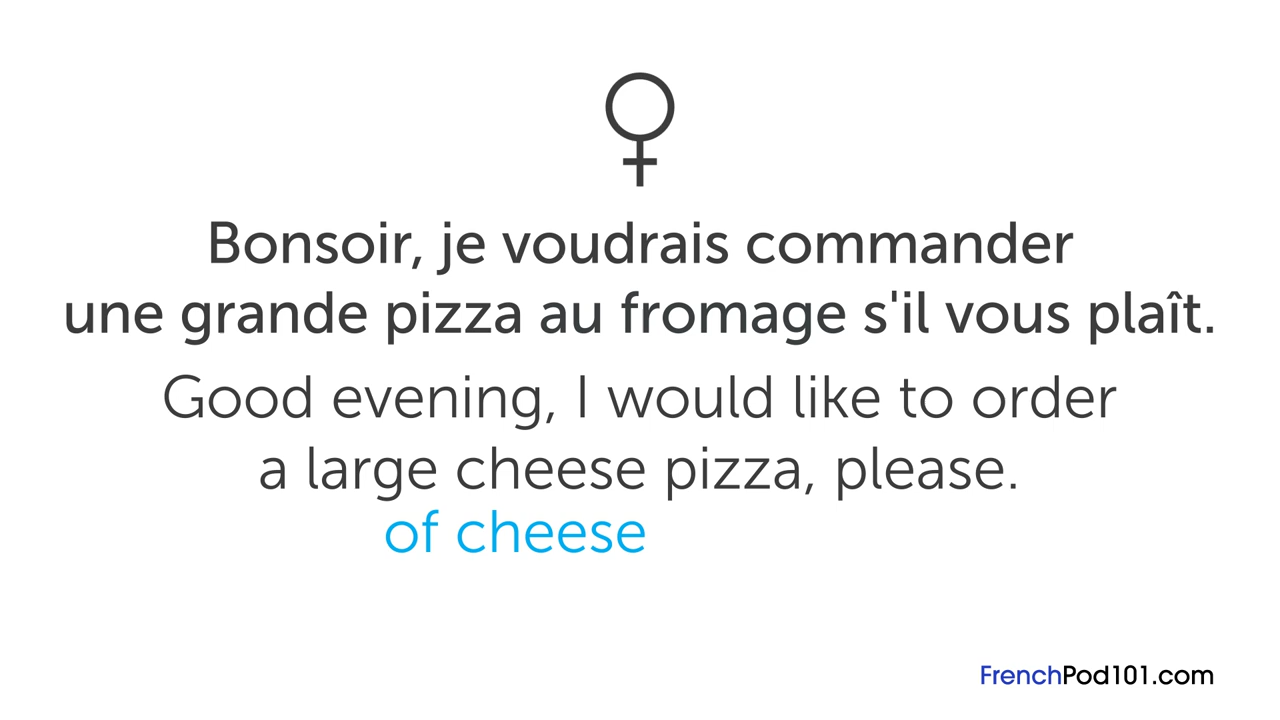 Bonsoir, je voudrais commander
une grande pizza au fromage s'il vous plaît.
Good evening, I would like to order
a large cheese pizza, please.
of cheese
FrenchPod101.com